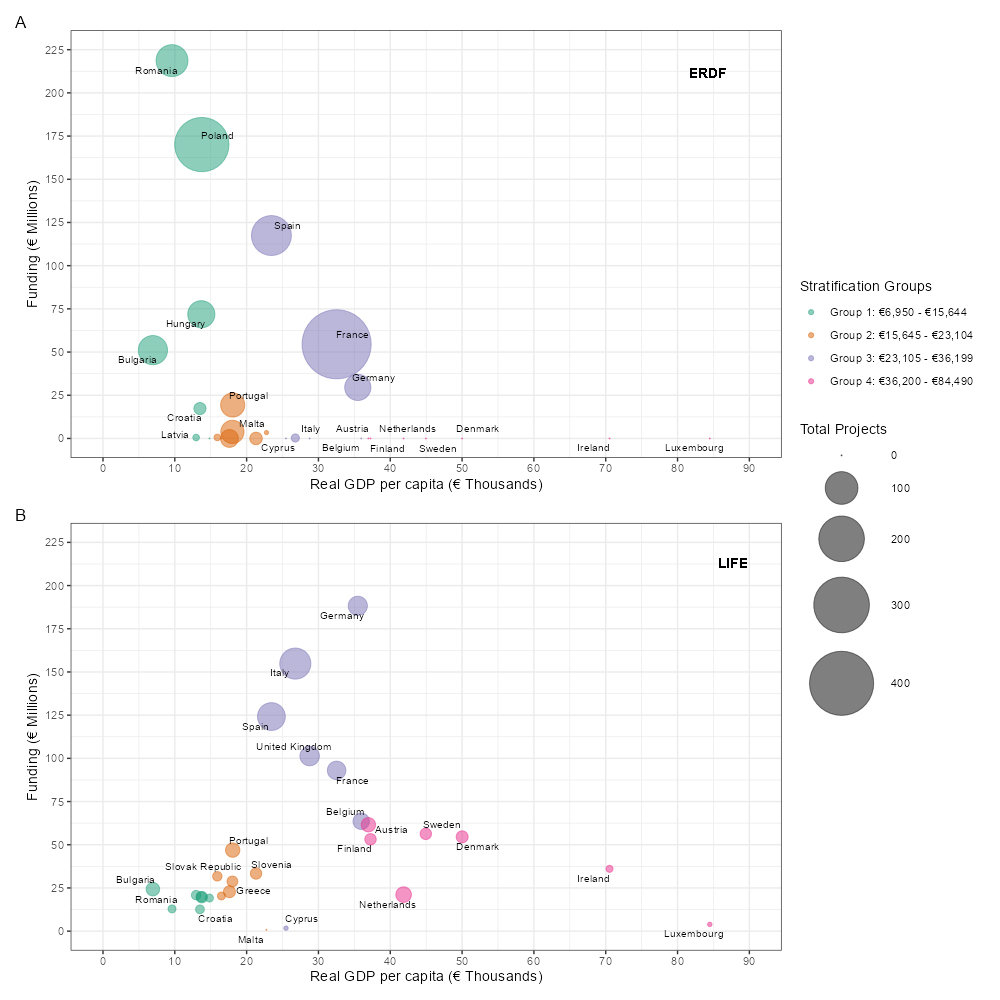 A
ERDF
Funding (€ Millions)
225
200
175
150
125
100
75
50
25
0
Romania
Poland
Spain
Hungary
France
Bulgaria
Germany
Portugal
Croatia
Malta
Latvia
Italy
Austria
Netherlands
Denmark
Cyprus
Belgium
Finland
Sweden
Ireland
Luxembourg
0 10 20 30 40 50 60 70 80 90
Real GDP per capita (€ Thousands)
B
LIFE
Funding (€ Millions)
225
200
175
150
125
100
75
50
25
0
Germany
Italy
Spain
United Kingdom
France
Belgium
Austria
Sweden
Finland
Denmark
Portugal
Slovak Republic
Slovenia
Bulgaria
Greece
Ireland
Romania
Netherlands
Croatia
Cyprus
Malta
Luxembourg
0 10 20 30 40 50 60 70 80 90
Real GDP per capita (€ Thousands)
Stratification Groups
Group 1: €6,950 - €15,644
Group 2: €15,645 - €23,104
Group 3: €23,105 - €36,199
Group 4: €36,200 - €84,490
Total Projects
0
100
200
300
400